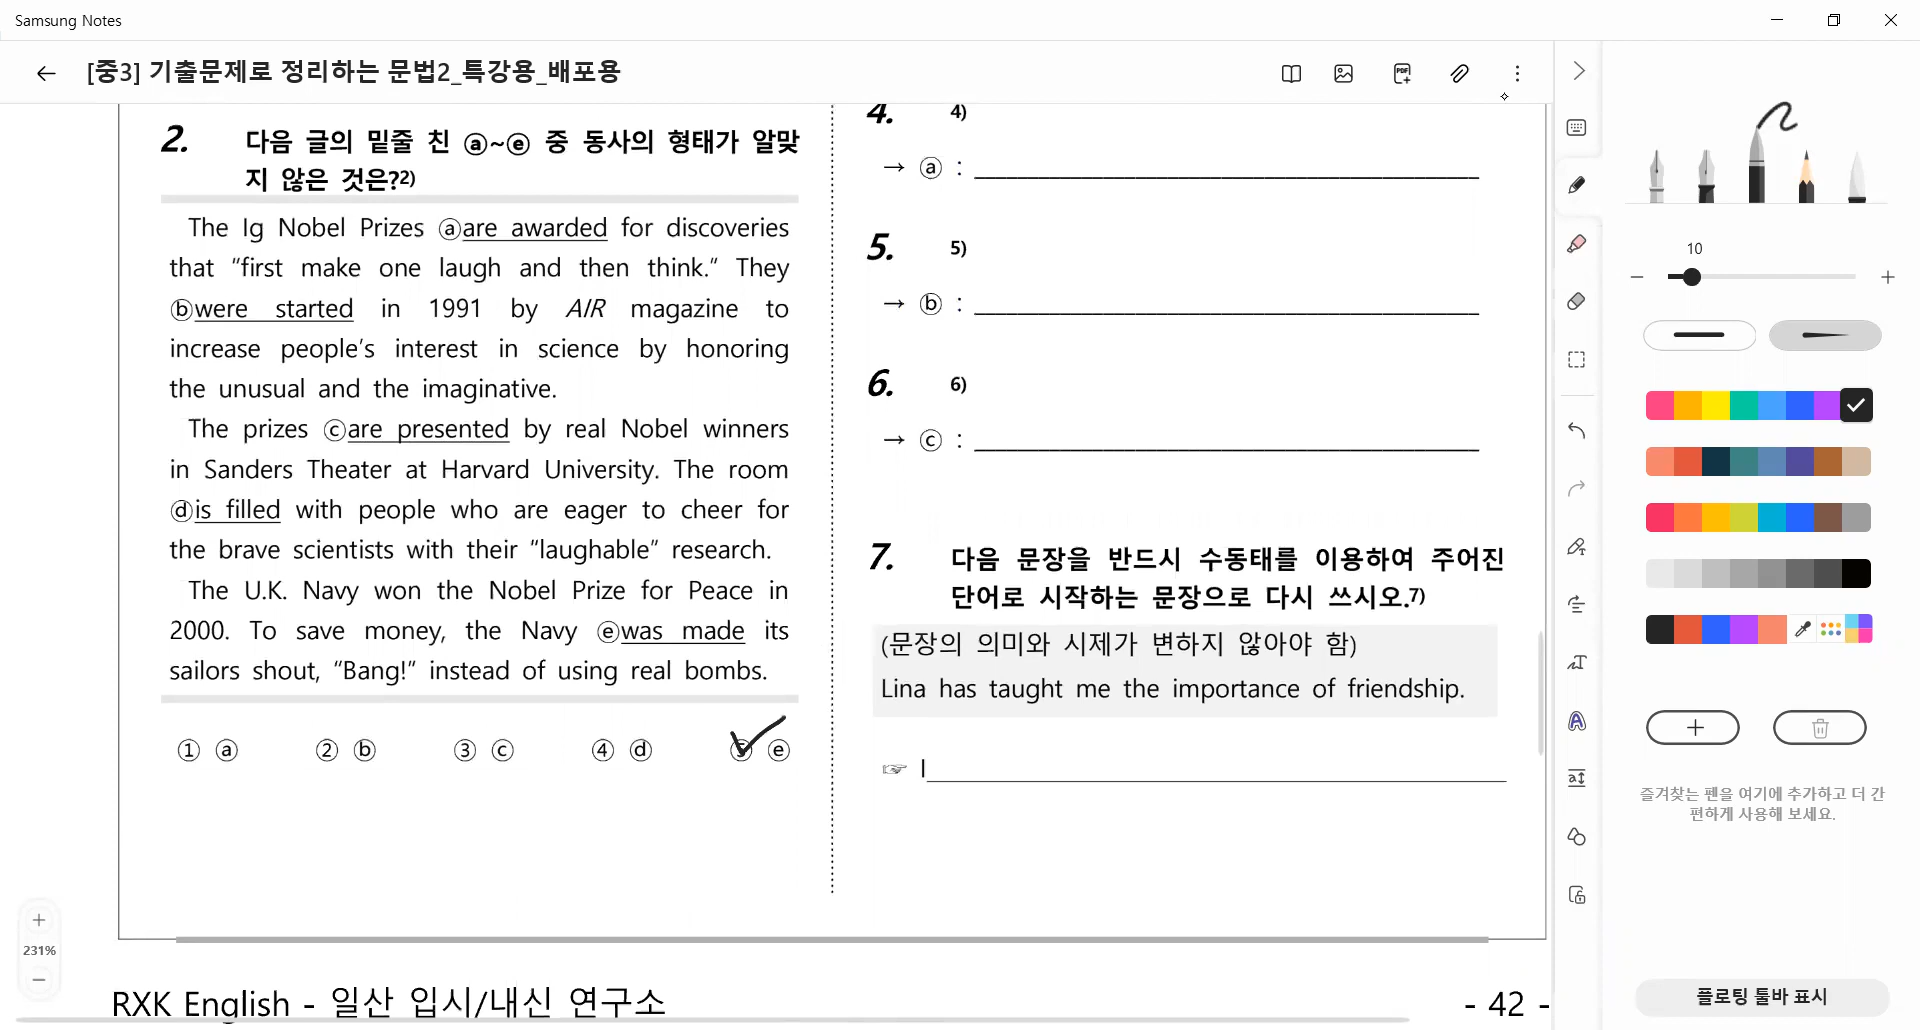 Samsung Notes
[중3] 기출문제로 정리하는 문법2_특강용_배포용
2. 다음 글의 밑줄 친 ⓐ~ⓔ 중 동사의 형태가 알맞
지 않은 것은?2)
The Ig Nobel Prizes ⓐare awarded for discoveries
that “first make one laugh and then think.” They
ⓑwere started in 1991 by AIR magazine to
increase people’s interest in science by honoring
the unusual and the imaginative.
The prizes ⓒare presented by real Nobel winners
in Sanders Theater at Harvard University. The room
ⓓis filled with people who are eager to cheer for
the brave scientists with their “laughable” research.
The U.K. Navy won the Nobel Prize for Peace in
2000. To save money, the Navy ⓔwas made its
sailors shout, “Bang!” instead of using real bombs.
① ⓐ ② ⓑ ③ ⓒ ④ ⓓ ⑤ ⓔ
4. 4)
→ ⓐ :
5. 5)
→ ⓑ :
6. 6)
→ ⓒ :
7. 다음 문장을 반드시 수동태를 이용하여 주어진
단어로 시작하는 문장으로 다시 쓰시오.7)
(문장의 의미와 시제가 변하지 않아야 함)
Lina has taught me the importance of friendship.
☞ I
RXK English - 일산 입시/내신 연구소
- 42 -
231%
PDF
10
즐겨찾는 펜을 여기에 추가하고 더 간
편하게 사용해 보세요.
플로팅 툴바 표시